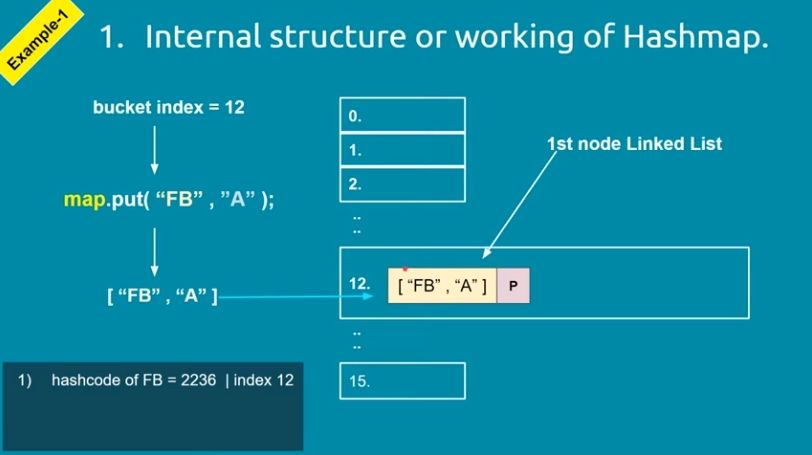 Example-1
1. Internal structure or working of Hashmap.
bucket index = 12
map.put( “FB” , ”A” );
[ “FB” , “A” ]
1) hashcode of FB = 2236 | index 12
0.
1.
2.
::
12. [ “FB” , “A” ] P
::
15.
1st node Linked List